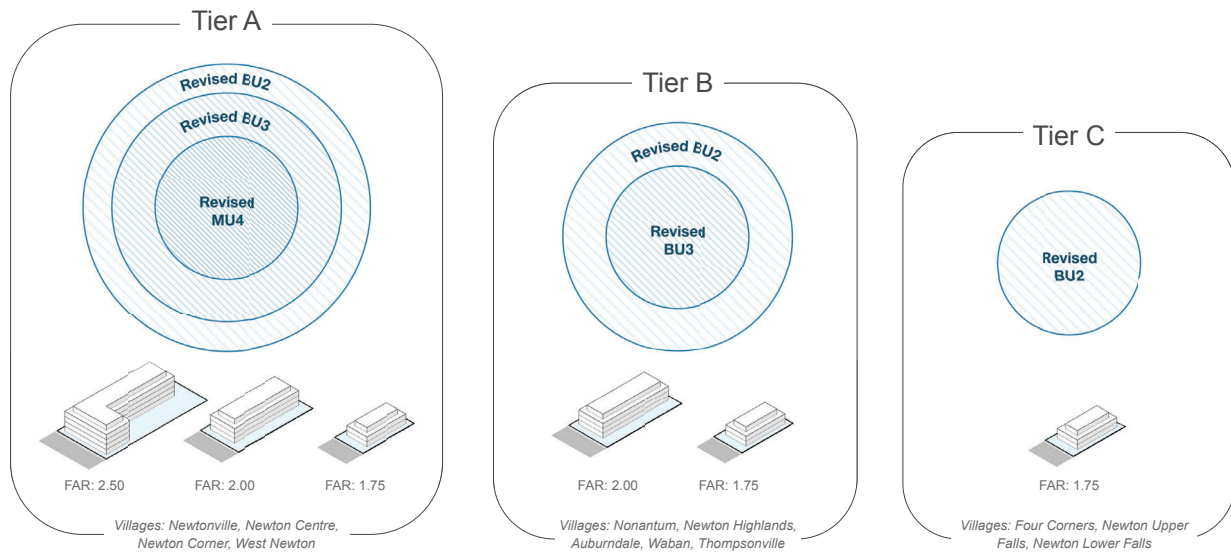 Tier A
Revised BU2
Revised BU3
Revised
MU4
FAR: 2.50
FAR: 2.00
FAR: 1.75
Villages: Newtonville, Newton Centre,
Newton Corner, West Newton
Tier B
Revised BU2
Revised
BU3
FAR: 2.00
FAR: 1.75
Villages: Nonantum, Newton Highlands,
Auburndale, Waban, Thompsonville
Tier C
Revised
BU2
FAR: 1.75
Villages: Four Corners, Newton Upper
Falls, Newton Lower Falls